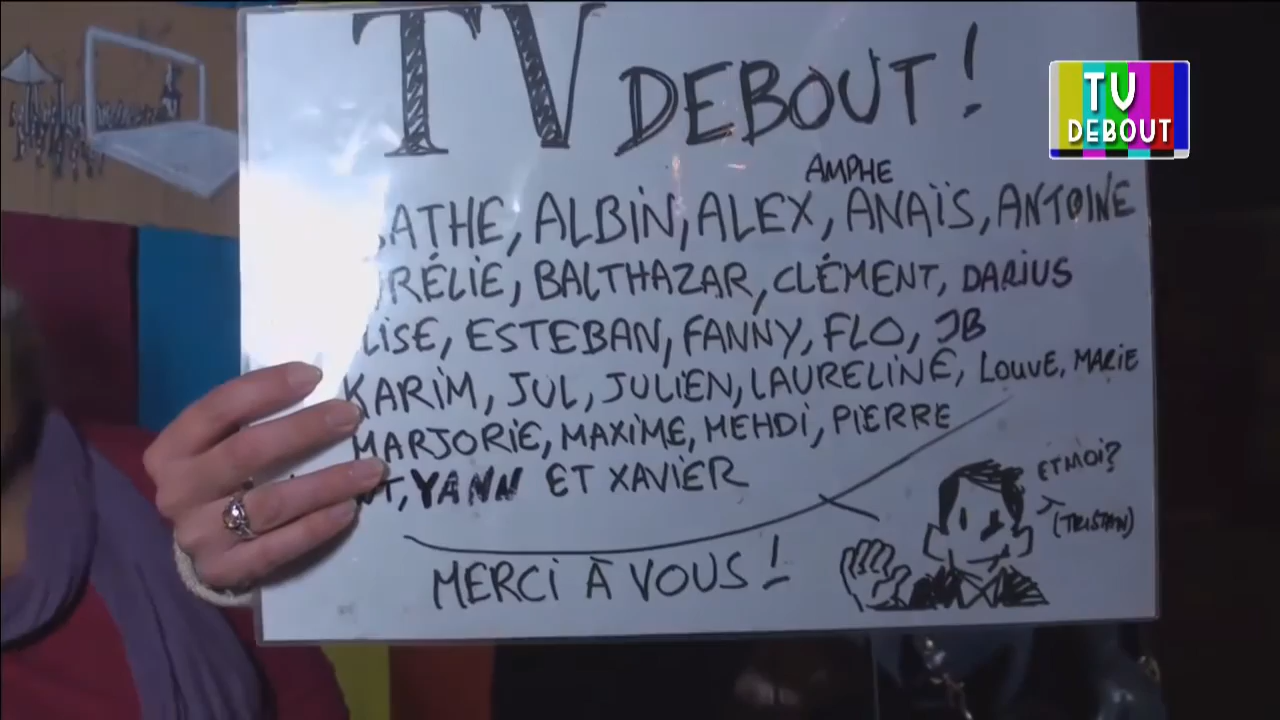 TV DEBOUT !
TV
DEBOUT
AMPHE
ATHE, ALBIN, ALEX, ANAÏS, ANTOINE
RÉLIE, BALTHAZAR, CLÉMENT, DARIUS
LISE, ESTEBAN, FANNY, FLO, JB
KARIM, JUL, JULIEN, LAURELINE, LOUVE, MARIE
MARJORIE, MAXIME, MEHDI, PIERRE
YANN ET XAVIER
ET MOI?
(TRISTAN)
MERCI À VOUS !